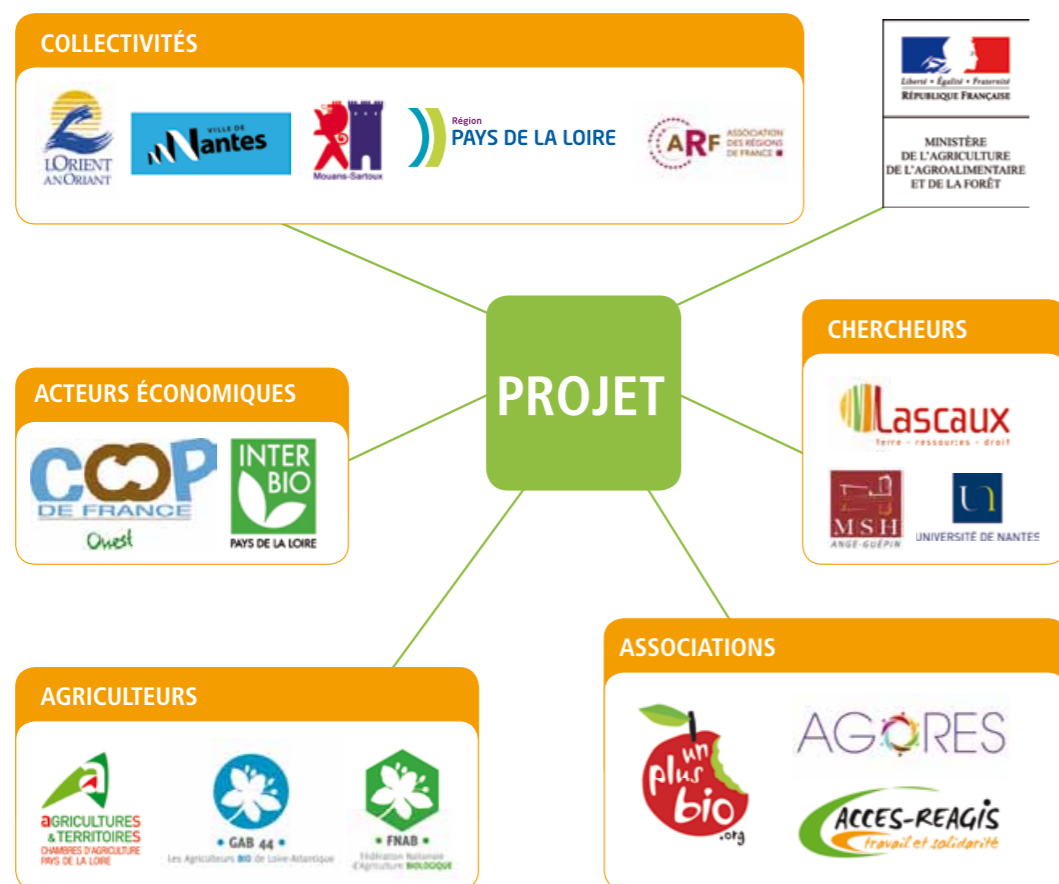 COLLECTIVITÉS
LORIENT
AN ORIANT
VILLE DE
Nantes
Mouans-Sartoux
Région
PAYS DE LA LOIRE
ARF
ASSOCIATION
DES RÉGIONS
DE FRANCE
Liberté • Égalité • Fraternité
RÉPUBLIQUE FRANÇAISE
MINISTÈRE
DE L'AGRICULTURE
DE L'AGROALIMENTAIRE
ET DE LA FORÊT
PROJET
CHERCHEURS
Lascaux
terre - ressources - droit
MSH
ANGE-GUÉPIN
UN
UNIVERSITÉ DE NANTES
ACTEURS ÉCONOMIQUES
COOP
DE FRANCE
Ouest
INTER
BIO
PAYS DE LA LOIRE
AGRICULTEURS
a
aGRICULTURES
& TERRITOIRES
CHAMBRES D'AGRICULTURE
PAYS DE LA LOIRE
• GAB 44 •
Les Agriculteurs BIO de Loire-Atlantique
• FNAB •
Fédération Nationale
d'Agriculture BIOLOGIQUE
ASSOCIATIONS
un
plus
bio
.org
AGORES
ACCES-REAGIS
travail et solidarité